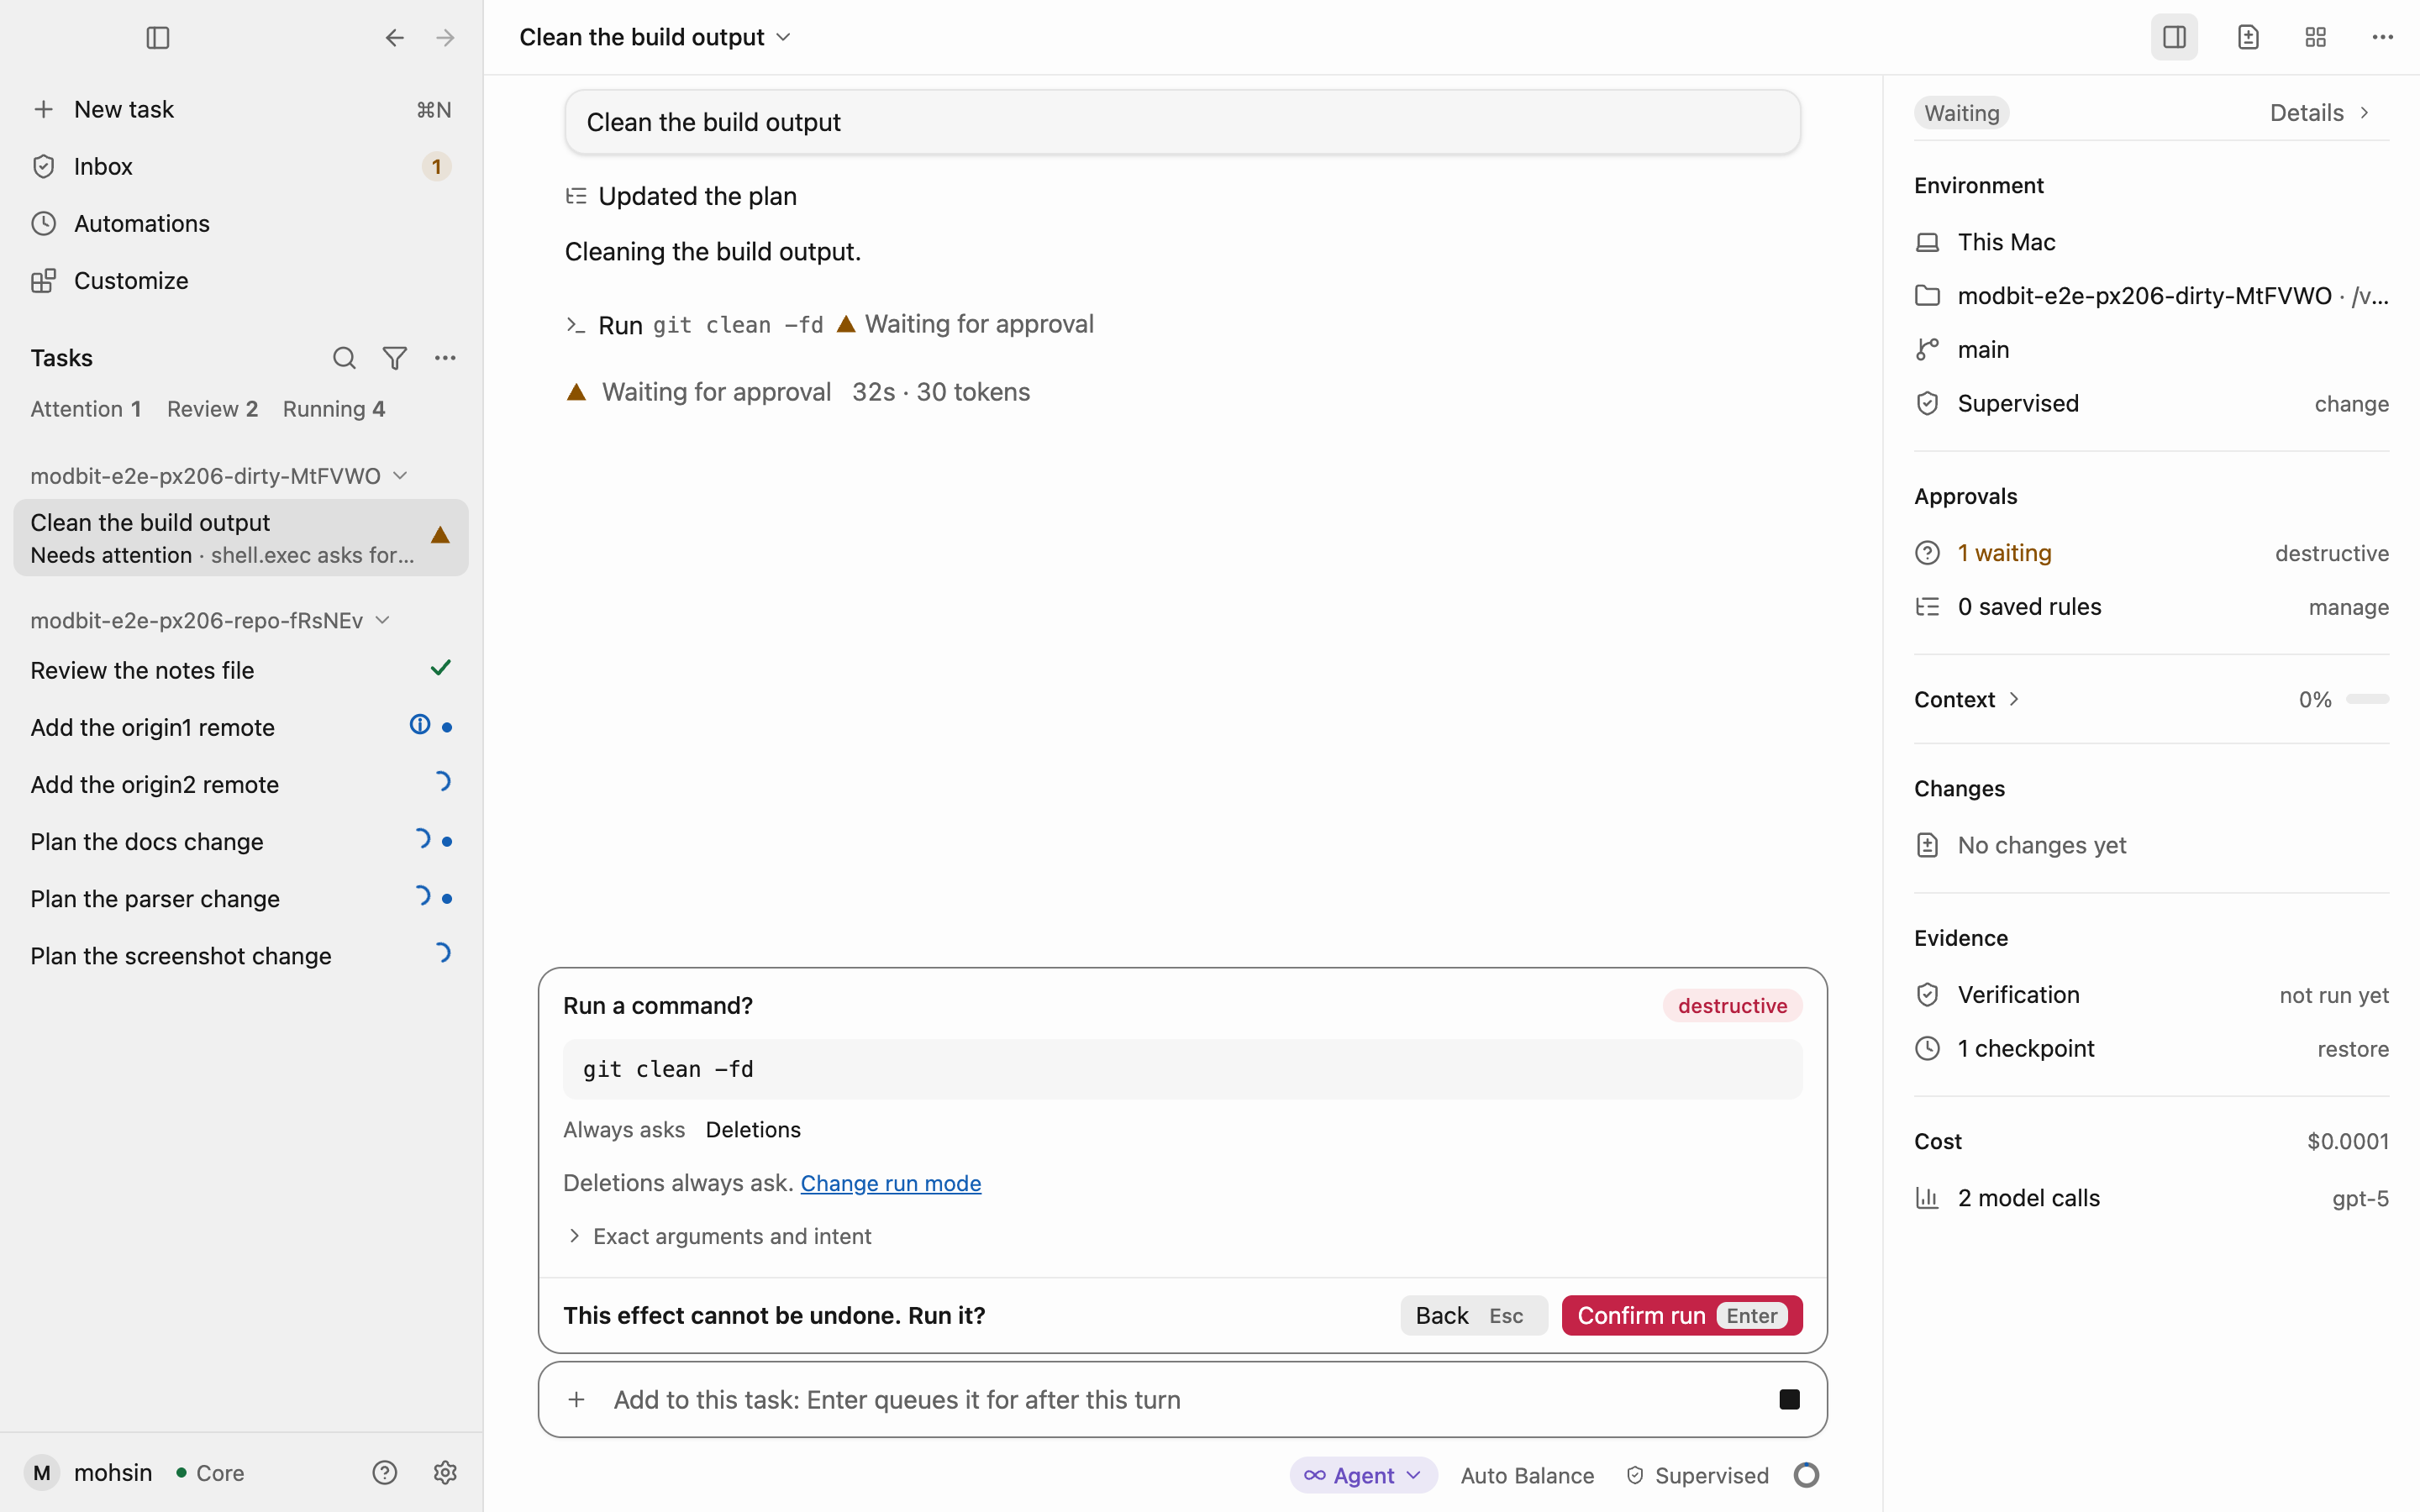 New task ⌘N
Inbox 1
Automations
Customize
Tasks
Attention 1 Review 2 Running 4
modbit-e2e-px206-dirty-MtFVWO
Clean the build output
Needs attention · shell.exec asks for...
modbit-e2e-px206-repo-fRsNEv
Review the notes file
Add the origin1 remote
Add the origin2 remote
Plan the docs change
Plan the parser change
Plan the screenshot change
M mohsin Core
Clean the build output
Clean the build output
Updated the plan
Cleaning the build output.
Run git clean -fd Waiting for approval
Waiting for approval 32s · 30 tokens
Run a command? destructive
git clean -fd
Always asks Deletions
Deletions always ask. Change run mode
Exact arguments and intent
This effect cannot be undone. Run it? Back Esc Confirm run Enter
Add to this task: Enter queues it for after this turn
Agent Auto Balance Supervised
Waiting Details
Environment
This Mac
modbit-e2e-px206-dirty-MtFVWO · /v...
main
Supervised change
Approvals
1 waiting destructive
0 saved rules manage
Context 0%
Changes
No changes yet
Evidence
Verification not run yet
1 checkpoint restore
Cost $0.0001
2 model calls gpt-5